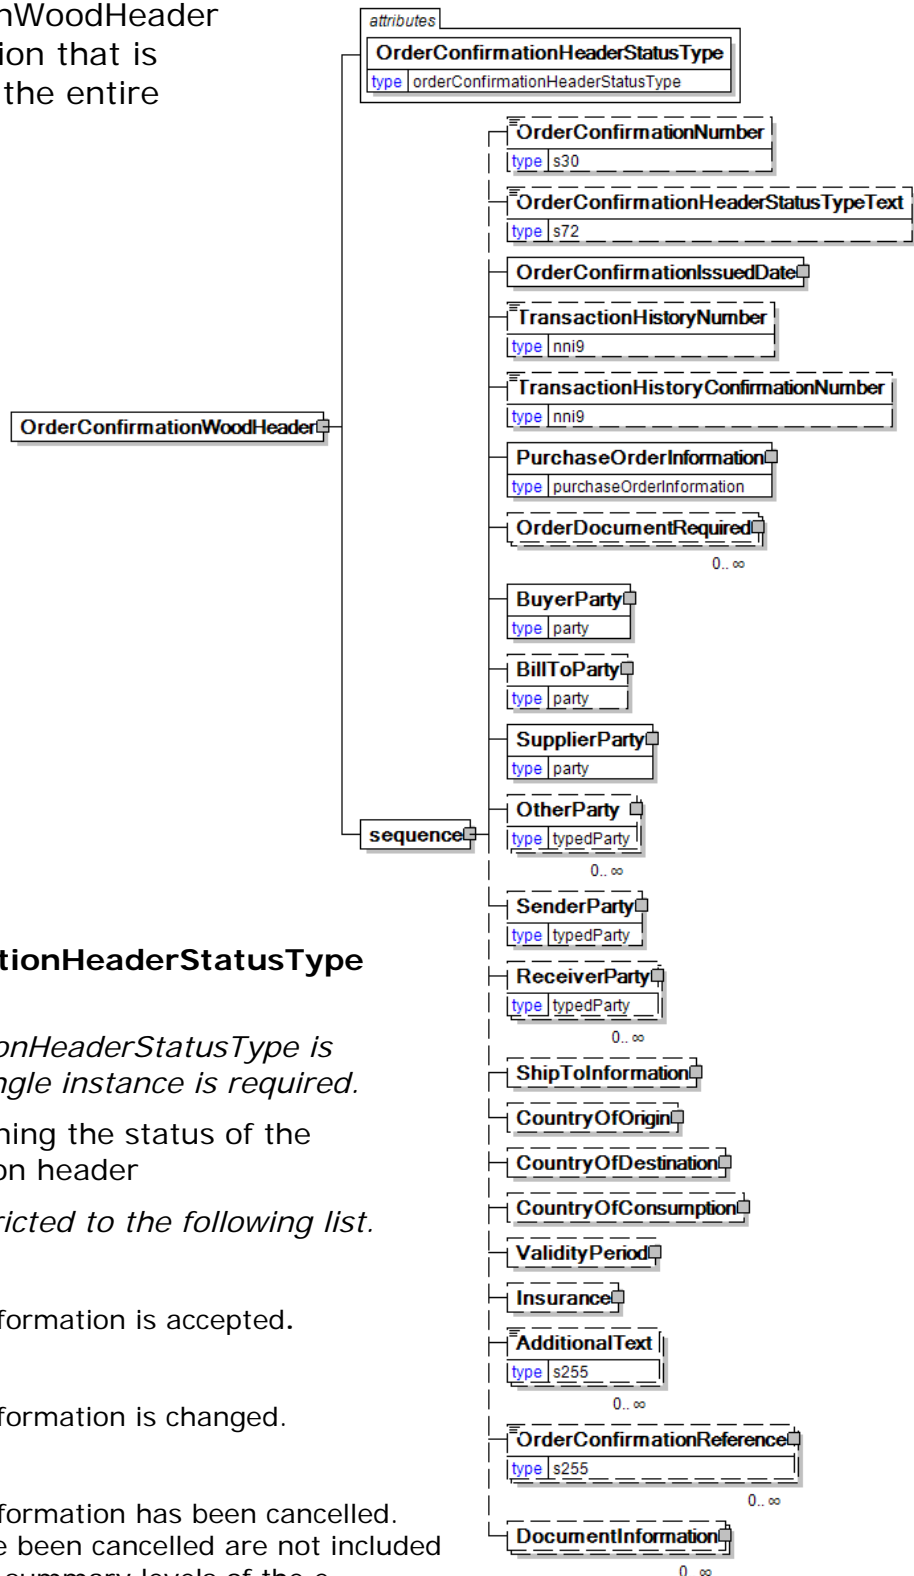 nWoodHeader
ion that is
the entire
attributes
OrderConfirmationHeaderStatusType
type orderConfirmationHeaderStatusType
OrderConfirmationNumber
type s30
OrderConfirmationHeaderStatusTypeText
type s72
OrderConfirmationIssuedDate
TransactionHistoryNumber
type nni9
TransactionHistoryConfirmationNumber
type nni9
OrderConfirmationWoodHeader
PurchaseOrderInformation
type purchaseOrderInformation
OrderDocumentRequired
0.. ∞
BuyerParty
type party
BillToParty
type party
SupplierParty
type party
OtherParty
type typedParty
0.. ∞
sequence
SenderParty
type typedParty
ReceiverParty
type typedParty
0.. ∞
ShipToInformation
CountryOfOrigin
CountryOfDestination
CountryOfConsumption
ValidityPeriod
Insurance
AdditionalText
type s255
0.. ∞
OrderConfirmationReference
type s255
0.. ∞
DocumentInformation
0.. ∞
tionHeaderStatusType
onHeaderStatusType is
ngle instance is required.
ning the status of the
on header
ricted to the following list.
formation is accepted.
formation is changed.
formation has been cancelled.
e been cancelled are not included
summary levels of the e-